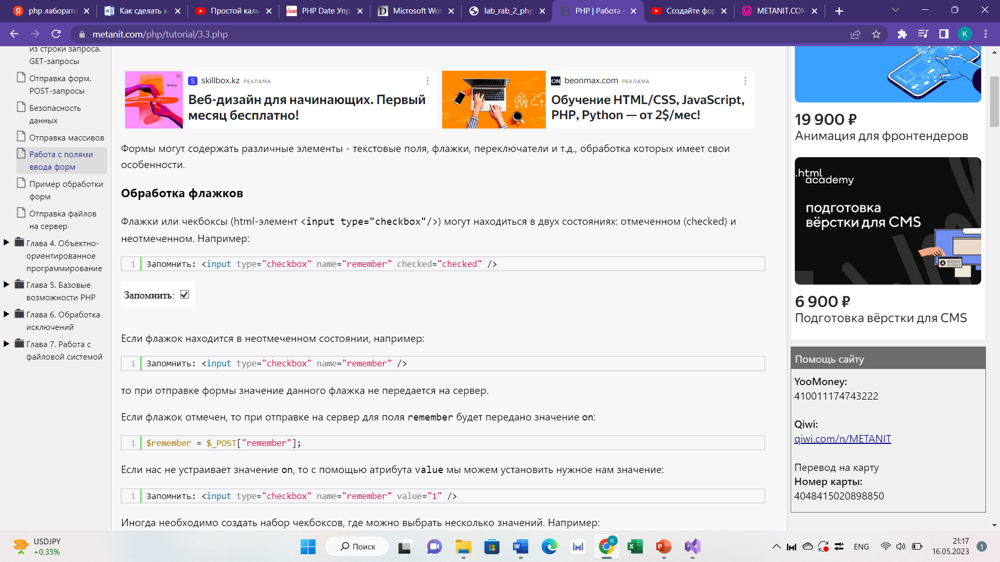 php лаборато
Как сделать к
Простой каль
PHP Date Упр
Microsoft Wor
lab_rab_2_php
PHP | Работа
Создайте фор
METANIT.COM
metanit.com/php/tutorial/3.3.php
K
из строки запроса.
GET-запросы
Отправка форм.
POST-запросы
Безопасность
данных
Отправка массивов
Работа с полями
ввода форм
Пример обработки
форм
Отправка файлов
на сервер
Глава 4. Объектно-
ориентированное
программирование
Глава 5. Базовые
возможности PHP
Глава 6. Обработка
исключений
Глава 7. Работа с
файловой системой
skillbox.kz РЕКЛАМА
Веб-дизайн для начинающих. Первый
месяц бесплатно!
beonmax.com РЕКЛАМА
Обучение HTML/CSS, JavaScript,
PHP, Python — от 2$/мес!
Формы могут содержать различные элементы - текстовые поля, флажки, переключатели и т.д., обработка которых имеет свои
особенности.
Обработка флажков
Флажки или чекбоксы (html-элемент <input type="checkbox"/>) могут находиться в двух состояниях: отмеченном (checked) и
неотмеченном. Например:
1 Запомнить: <input type="checkbox" name="remember" checked="checked" />
Запомнить:
Если флажок находится в неотмеченном состоянии, например:
1 Запомнить: <input type="checkbox" name="remember" />
то при отправке формы значение данного флажка не передается на сервер.
Если флажок отмечен, то при отправке на сервер для поля remember будет передано значение on:
1 $remember = $_POST["remember"];
Если нас не устраивает значение on, то с помощью атрибута value мы можем установить нужное нам значение:
1 Запомнить: <input type="checkbox" name="remember" value="1" />
Иногда необходимо создать набор чекбоксов, где можно выбрать несколько значений. Например:
19 900 ₽
Анимация для фронтендеров
.html
academy
подготовка
вёрстки для CMS
6 900 ₽
Подготовка вёрстки для CMS
Помощь сайту
YooMoney:
410011174743222
Qiwi:
qiwi.com/n/METANIT
Перевод на карту
Номер карты:
4048415020898850
USDJPY
+0.35%
Поиск
ENG
21:17
16.05.2023
1